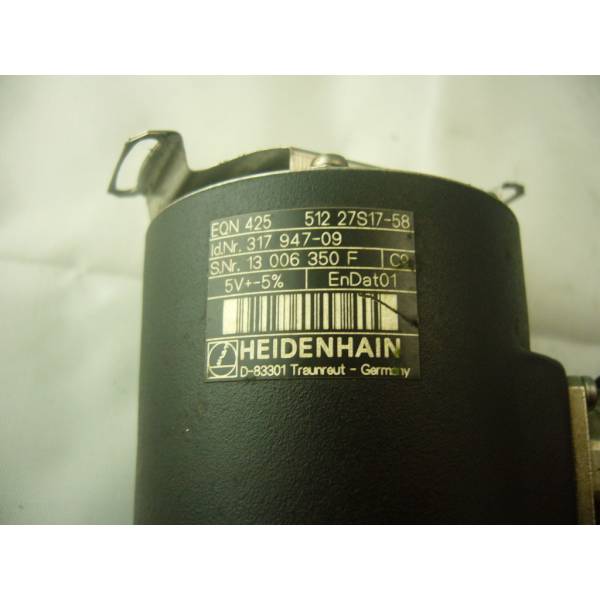 EQN 425 512 27S17-58
Id.Nr. 317 947-09
S.Nr. 13 006 350 F
5V+-5% EnDat01
HEIDENHAIN
D-83301 Traunreut - Germany